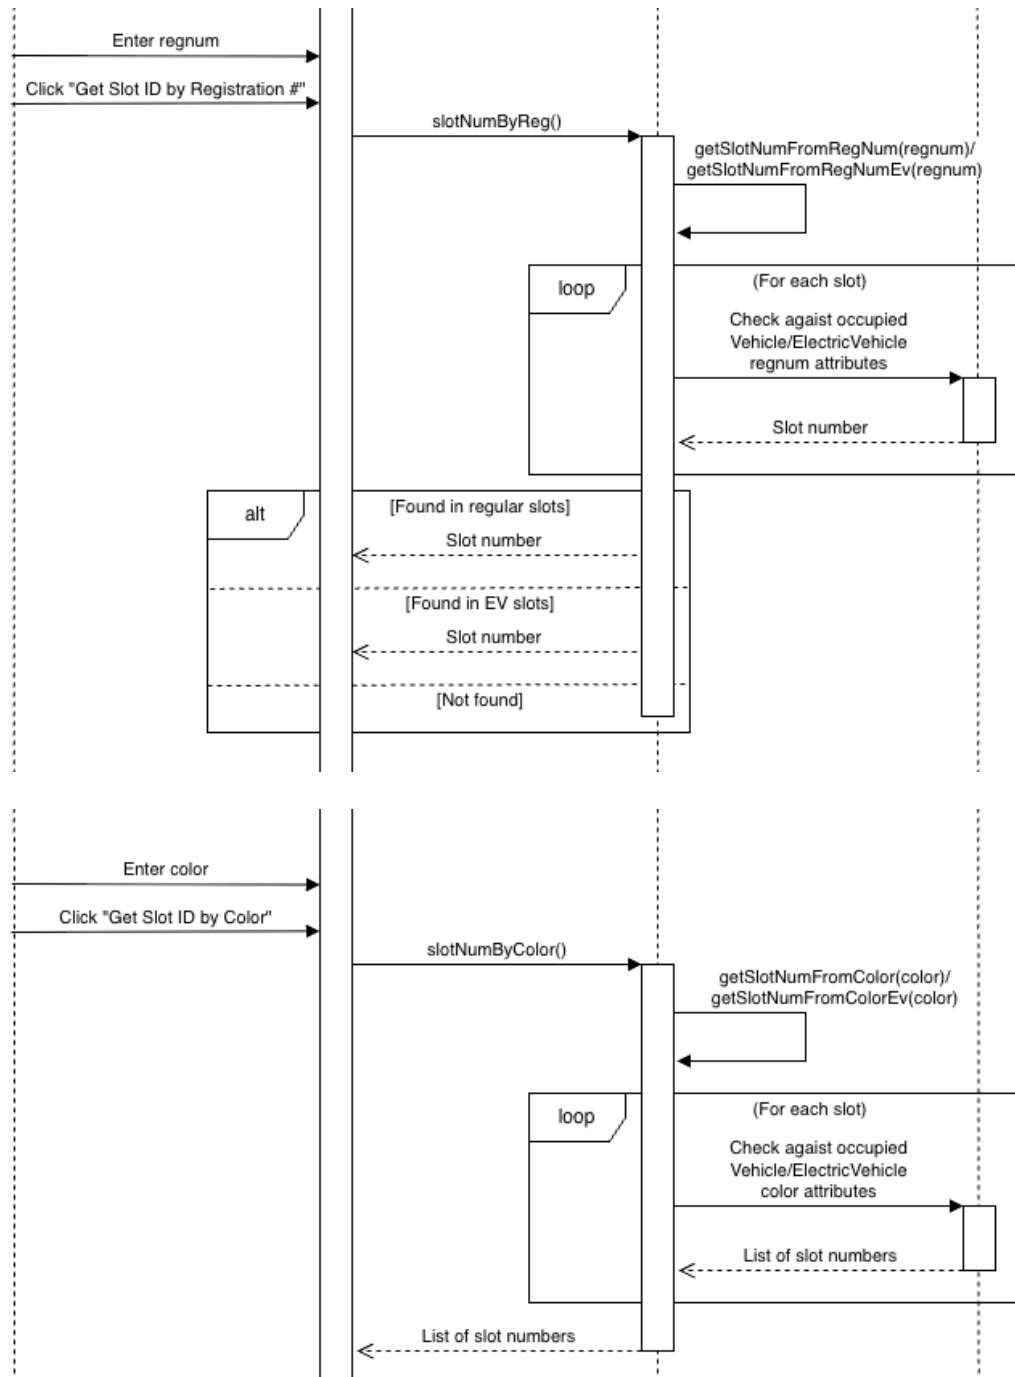 Enter regnum
Click "Get Slot ID by Registration #"
slotNumByReg()
getSlotNumFromRegNum(regnum)/
getSlotNumFromRegNumEv(regnum)
loop
(For each slot)
Check agaist occupied
Vehicle/ElectricVehicle
regnum attributes
Slot number
alt
[Found in regular slots]
Slot number
[Found in EV slots]
Slot number
[Not found]
Enter color
Click "Get Slot ID by Color"
slotNumByColor()
getSlotNumFromColor(color)/
getSlotNumFromColorEv(color)
loop
(For each slot)
Check agaist occupied
Vehicle/ElectricVehicle
color attributes
List of slot numbers
List of slot numbers